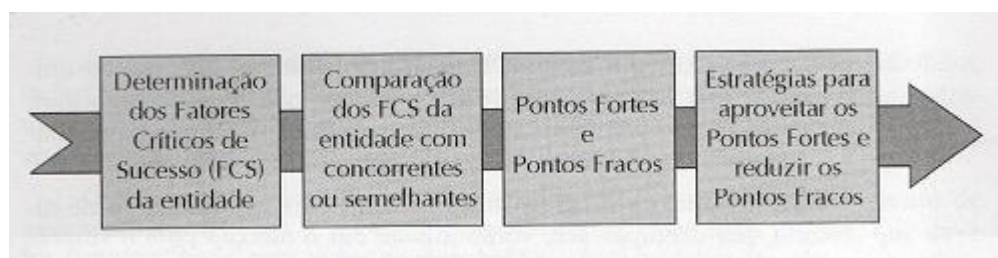 Determinação
dos Fatores
Críticos de
Sucesso (FCS)
da entidade
Comparação
dos FCS da
entidade com
concorrentes
ou semelhantes
Pontos Fortes
e
Pontos Fracos
Estratégias para
aproveitar os
Pontos Fortes e
reduzir os
Pontos Fracos